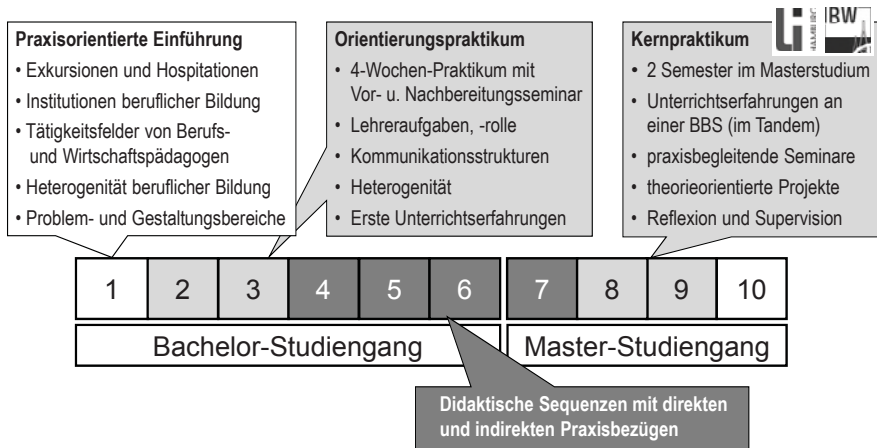 Praxisorientierte Einführung
• Exkursionen und Hospitationen
• Institutionen beruflicher Bildung
• Tätigkeitsfelder von Berufs-
und Wirtschaftspädagogen
• Heterogenität beruflicher Bildung
• Problem- und Gestaltungsbereiche
Orientierungspraktikum
• 4-Wochen-Praktikum mit
Vor- u. Nachbereitungsseminar
• Lehreraufgaben, -rolle
• Kommunikationsstrukturen
• Heterogenität
• Erste Unterrichtserfahrungen
Kernpraktikum
• 2 Semester im Masterstudium
• Unterrichtserfahrungen an
einer BBS (im Tandem)
• praxisbegleitende Seminare
• theorieorientierte Projekte
• Reflexion und Supervision
Li
IBW
1 2 3 4 5 6 7 8 9 10
Bachelor-Studiengang Master-Studiengang
Didaktische Sequenzen mit direkten
und indirekten Praxisbezügen